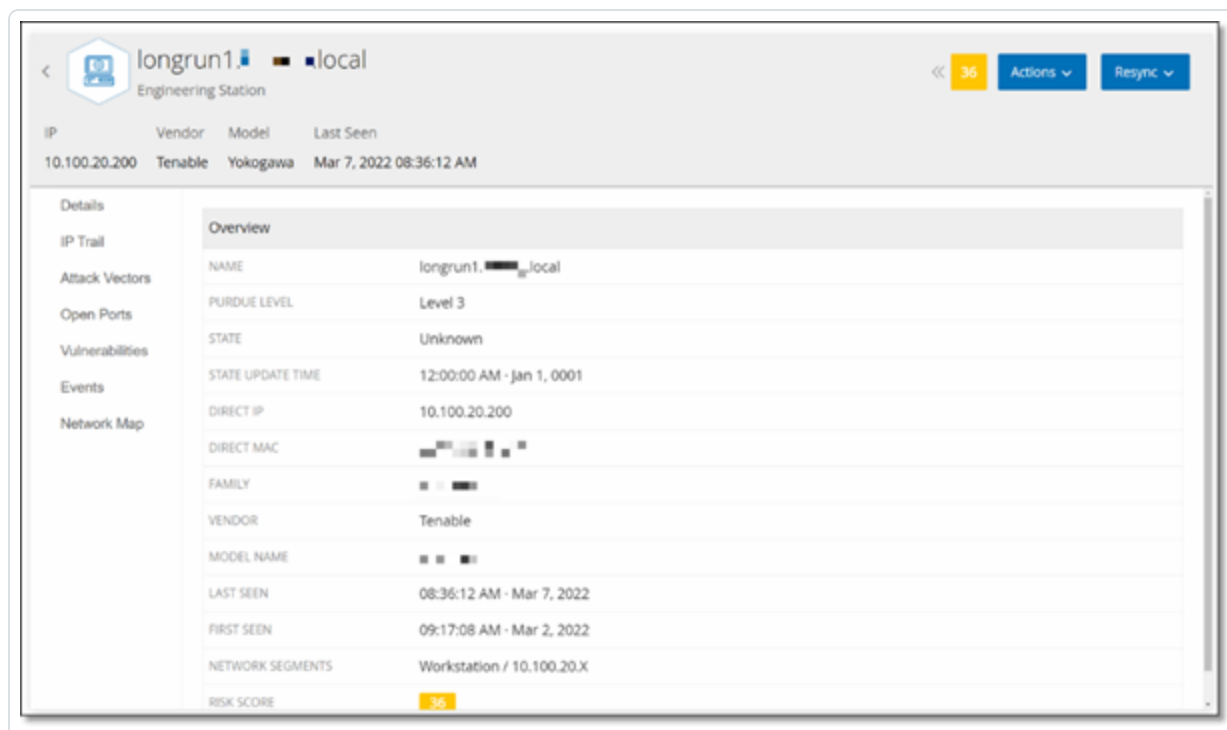 longrun1. local
36
Actions
Resync
Engineering Station
IP Vendor Model Last Seen
10.100.20.200 Tenable Yokogawa Mar 7, 2022 08:36:12 AM
Details
IP Trail
Attack Vectors
Open Ports
Vulnerabilities
Events
Network Map
Overview
NAME longrun1. .local
PURDUE LEVEL Level 3
STATE Unknown
STATE UPDATE TIME 12:00:00 AM - Jan 1, 0001
DIRECT IP 10.100.20.200
DIRECT MAC
FAMILY
VENDOR Tenable
MODEL NAME
LAST SEEN 08:36:12 AM - Mar 7, 2022
FIRST SEEN 09:17:08 AM - Mar 2, 2022
NETWORK SEGMENTS Workstation / 10.100.20.X
RISK SCORE 36